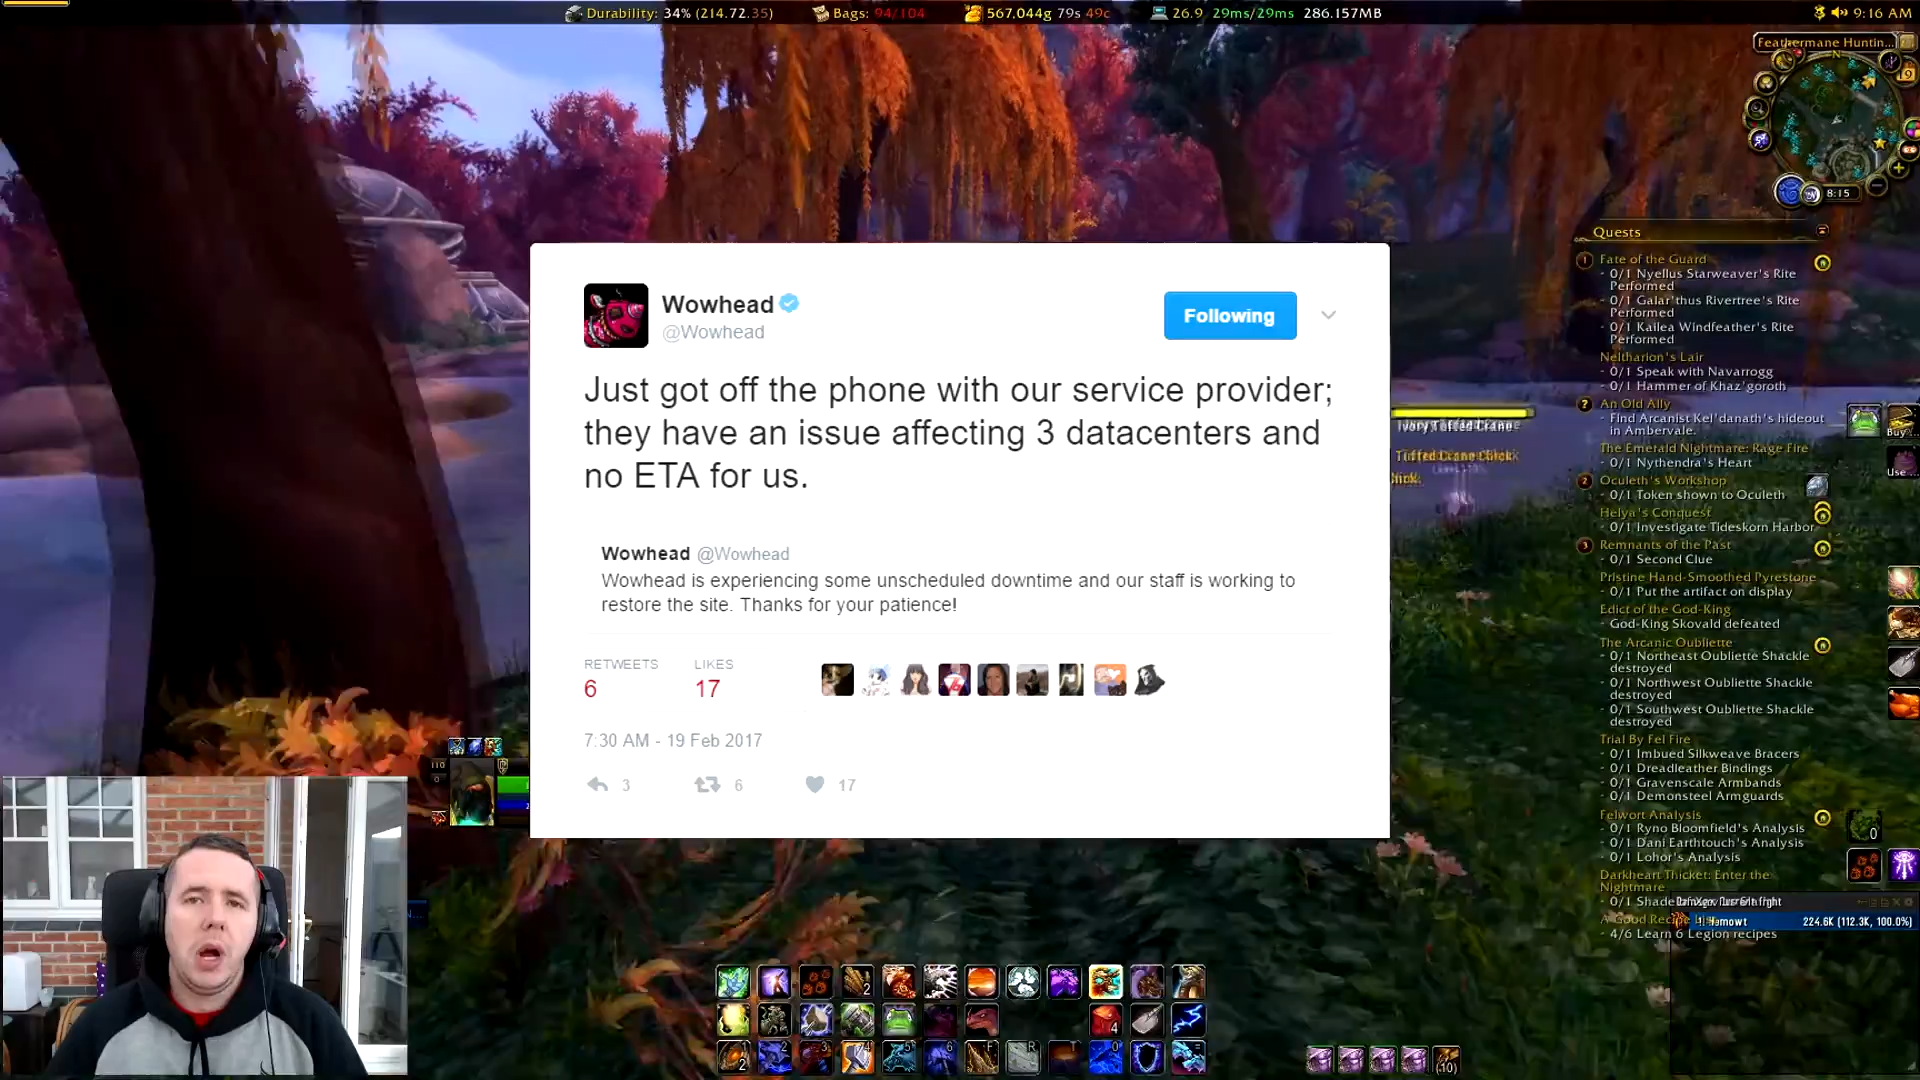 Durability: 34% (214.72.35)
Bags: 94/104
567.044g 79s 49c
26.9 29ms/29ms 286.157MB
9:16 AM
Feathermane Huntin...
N
19
8:15
Wowhead
@Wowhead
Following
Just got off the phone with our service provider;
they have an issue affecting 3 datacenters and
no ETA for us.
Wowhead @Wowhead
Wowhead is experiencing some unscheduled downtime and our staff is working to
restore the site. Thanks for your patience!
RETWEETS
6
LIKES
17
7:30 AM - 19 Feb 2017
3
6
17
Quests
Fate of the Guard
- 0/1 Nyellus Starweaver's Rite
Performed
- 0/1 Galar'thus Rivertree's Rite
Performed
- 0/1 Kailea Windfeather's Rite
Performed
Neltharion's Lair
- 0/1 Speak with Navarrogg
- 0/1 Hammer of Khaz'goroth
An Old Ally
- Find Arcanist Kel'danath's hideout
in Ambervale.
The Emerald Nightmare: Rage Fire
- 0/1 Nythendra's Heart
Oculeth's Workshop
- 0/1 Token shown to Oculeth
Helya's Conquest
- 0/1 Investigate Tideskorn Harbor
Remnants of the Past
- 0/1 Second Clue
Pristine Hand-Smoothed Pyrestone
- 0/1 Put the artifact on display
Edict of the God-King
- God-King Skovald defeated
The Arcanic Oubliette
- 0/1 Northeast Oubliette Shackle
destroyed
- 0/1 Northwest Oubliette Shackle
destroyed
- 0/1 Southwest Oubliette Shackle
destroyed
Trial By Fel Fire
- 0/1 Imbued Silkweave Bracers
- 0/1 Dreadleather Bindings
- 0/1 Gravenscale Armbands
- 0/1 Demonsteel Armguards
Felwort Analysis
- 0/1 Ryno Bloomfield's Analysis
- 0/1 Dani Earthtouch's Analysis
- 0/1 Lohor's Analysis
Darkheart Thicket: Enter the
Nightmare
- 0/1 Shade
A Good Recipe
- 4/6 Learn 6 Legion recipes
224.6K (112.3K, 100.0%)
Buy...
Use...
0
110